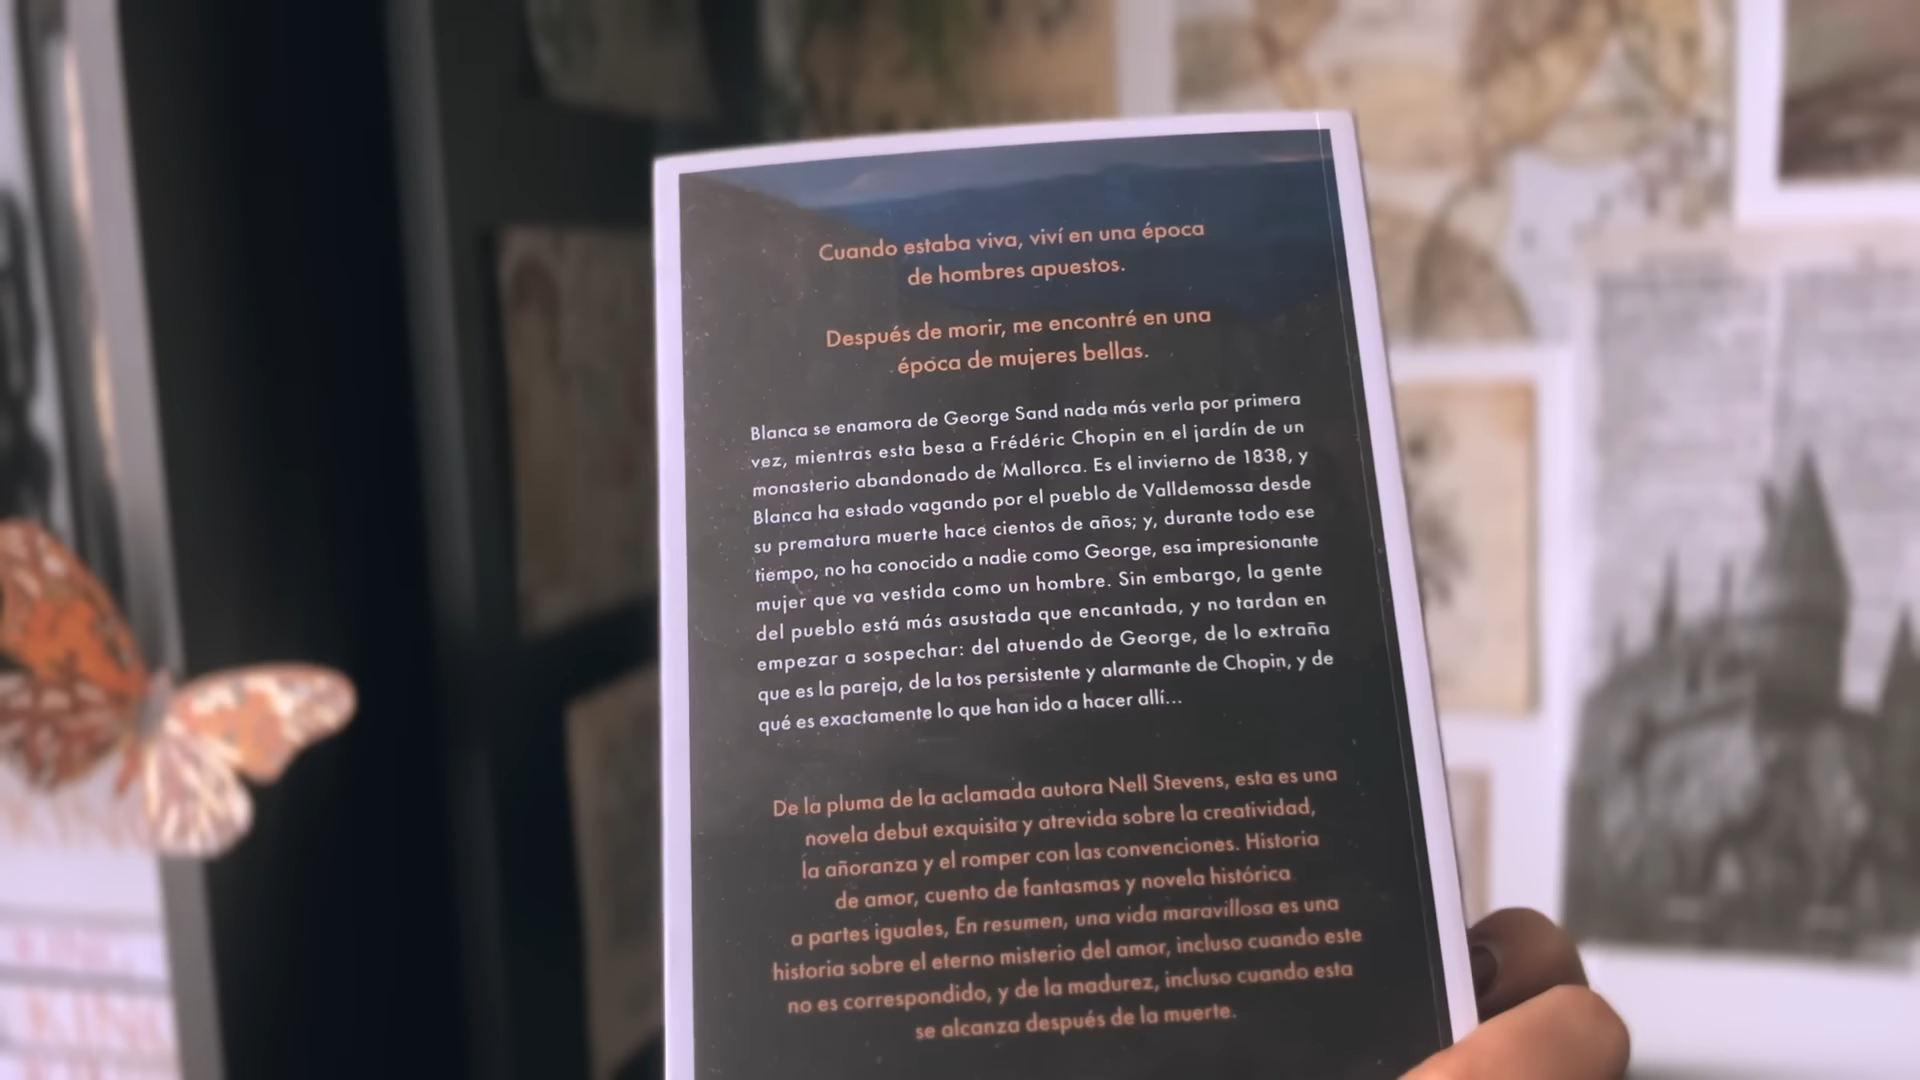 Cuando estaba viva, viví en una época
de hombres apuestos.
Después de morir, me encontré en una
época de mujeres bellas.
Blanca se enamora de George Sand nada más verla por primera
vez, mientras esta besa a Frédéric Chopin en el jardín de un
monasterio abandonado de Mallorca. Es el invierno de 1838, y
Blanca ha estado vagando por el pueblo de Valldemossa desde
su prematura muerte hace cientos de años; y, durante todo ese
tiempo, no ha conocido a nadie como George, esa impresionante
mujer que va vestida como un hombre. Sin embargo, la gente
del pueblo está más asustada que encantada, y no tardan en
empezar a sospechar: del atuendo de George, de lo extraña
que es la pareja, de la tos persistente y alarmante de Chopin, y de
qué es exactamente lo que han ido a hacer allí...
De la pluma de la aclamada autora Nell Stevens, esta es una
novela debut exquisita y atrevida sobre la creatividad,
la añoranza y el romper con las convenciones. Historia
de amor, cuento de fantasmas y novela histórica
a partes iguales, En resumen, una vida maravillosa es una
historia sobre el eterno misterio del amor, incluso cuando este
no es correspondido, y de la madurez, incluso cuando esta
se alcanza después de la muerte.
KING